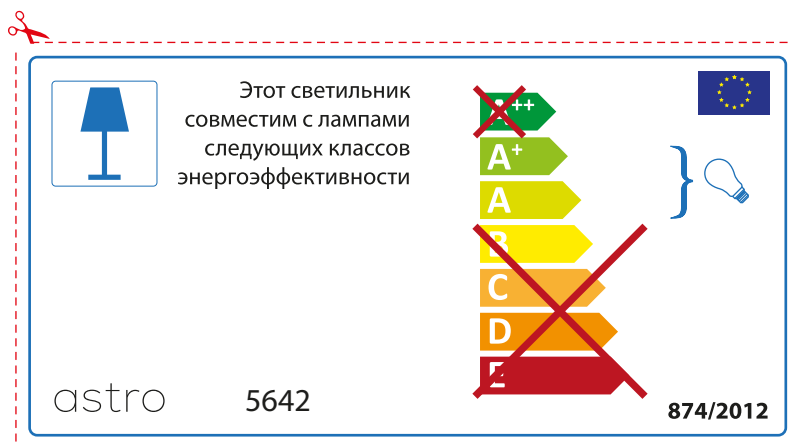 Этот светильник
совместим с лампами
следующих классов
энергоэффективности
A++
A+
A
B
C
D
E
astro
5642
874/2012